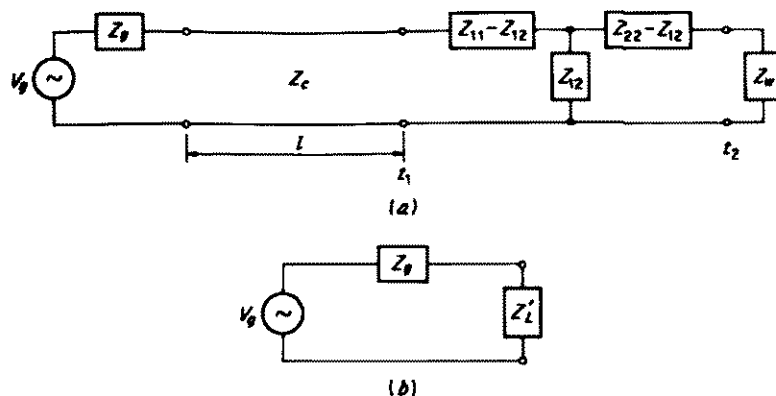 Z_g
Z_11-Z_12
Z_22-Z_12
V_g
~
Z_c
Z_12
Z_w
l
t_1
t_2
(a)
Z_g
V_g
~
Z'_L
(b)